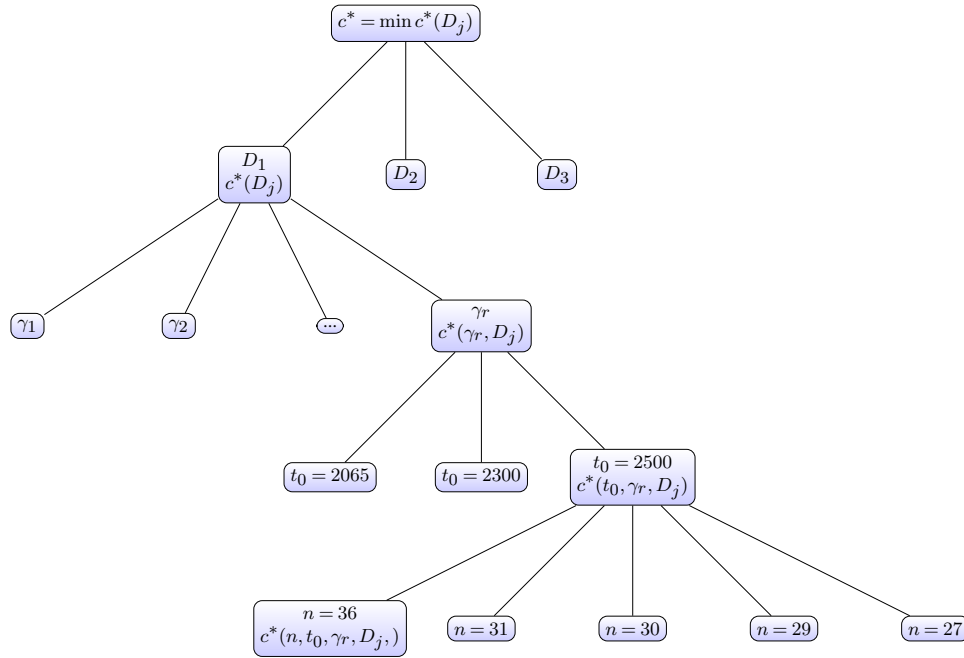 c* = min c*(D_j)
D_1
c*(D_j)
D_2
D_3
γ_1
γ_2
...
γ_r
c*(γ_r, D_j)
t_0 = 2065
t_0 = 2300
t_0 = 2500
c*(t_0, γ_r, D_j)
n = 36
c*(n, t_0, γ_r, D_j,)
n = 31
n = 30
n = 29
n = 27